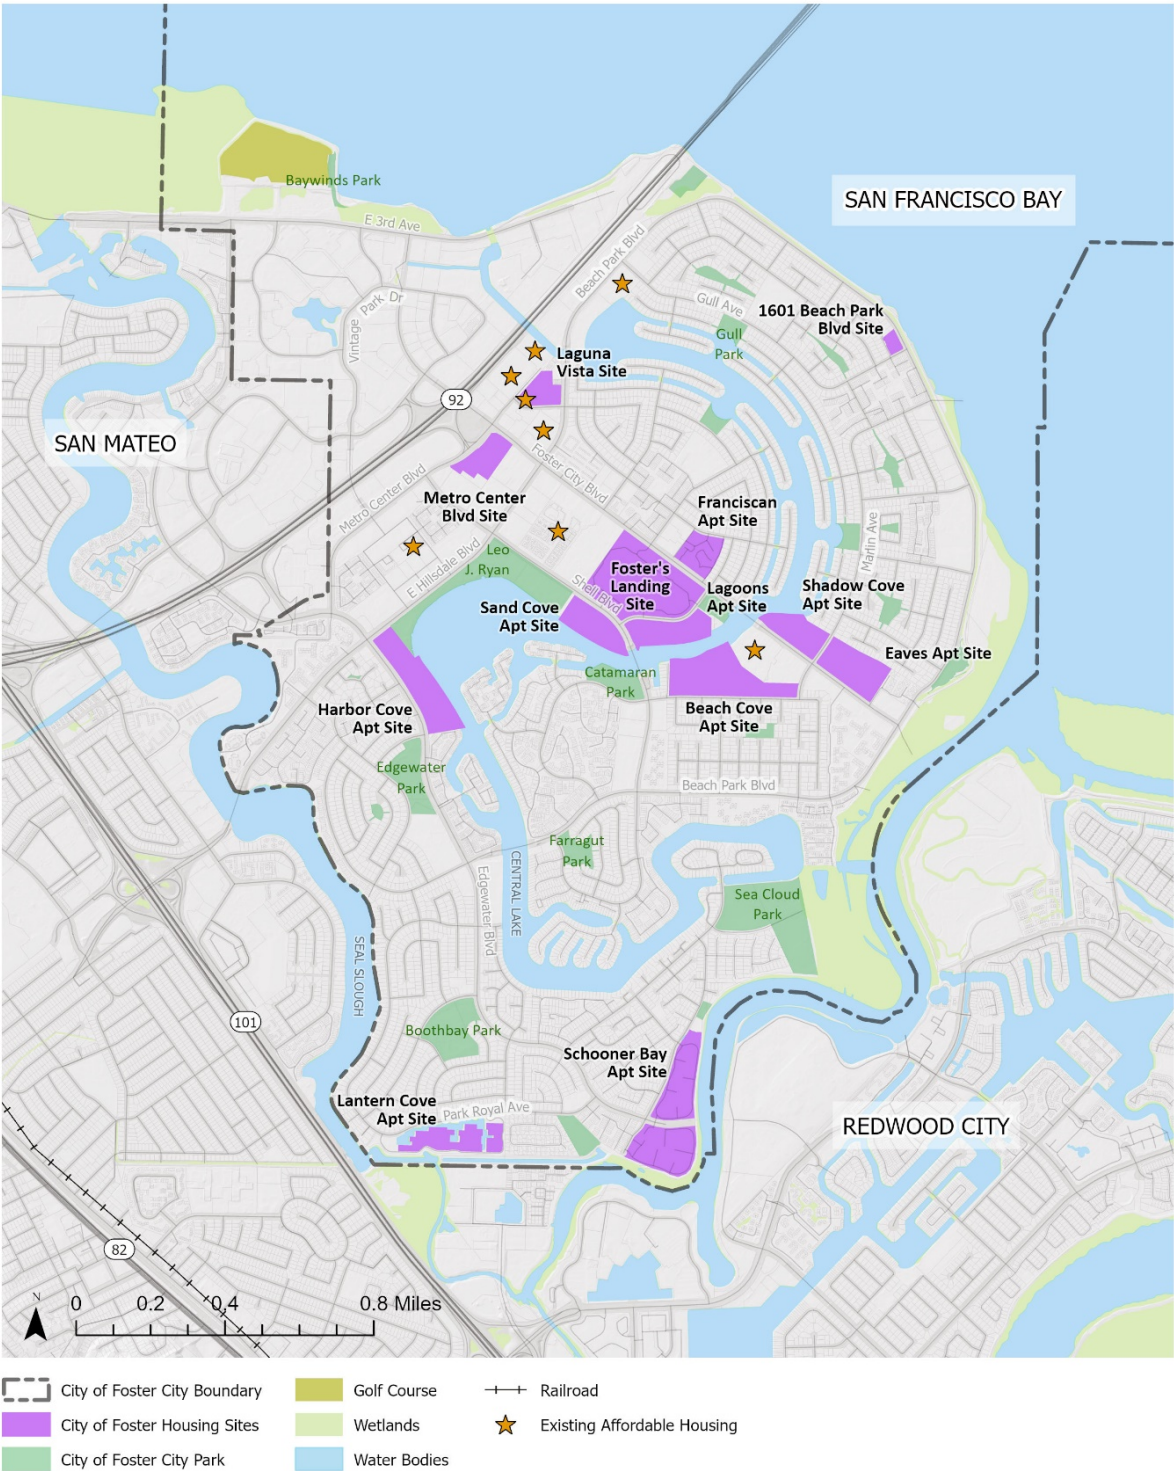 Baywinds Park
E 3rd Ave
SAN FRANCISCO BAY
Beach Park Blvd
Vintage
Park Dr
Gull Ave
Gull
Park
1601 Beach Park
Blvd Site
Laguna
Vista Site
92
SAN MATEO
Foster City Blvd
Metro Center Blvd
Metro Center
Blvd Site
Franciscan
Apt Site
Marlin Ave
E Hillsdale Blvd
Leo
J. Ryan
Foster's
Landing
Site
Shell Blvd
Sand Cove
Apt Site
Lagoons
Apt Site
Shadow Cove
Apt Site
Eaves Apt Site
Catamaran
Park
Harbor Cove
Apt Site
Beach Cove
Apt Site
Edgewater
Park
Beach Park Blvd
Farragut
Park
CENTRAL LAKE
Edgewater Blvd
Sea Cloud
Park
SEAL SLOUGH
101
Boothbay Park
Schooner Bay
Apt Site
Lantern Cove
Apt Site
Park Royal Ave
REDWOOD CITY
82
N
0 0.2 0.4 0.8 Miles
City of Foster City Boundary
City of Foster Housing Sites
City of Foster City Park
Golf Course
Wetlands
Water Bodies
Railroad
Existing Affordable Housing